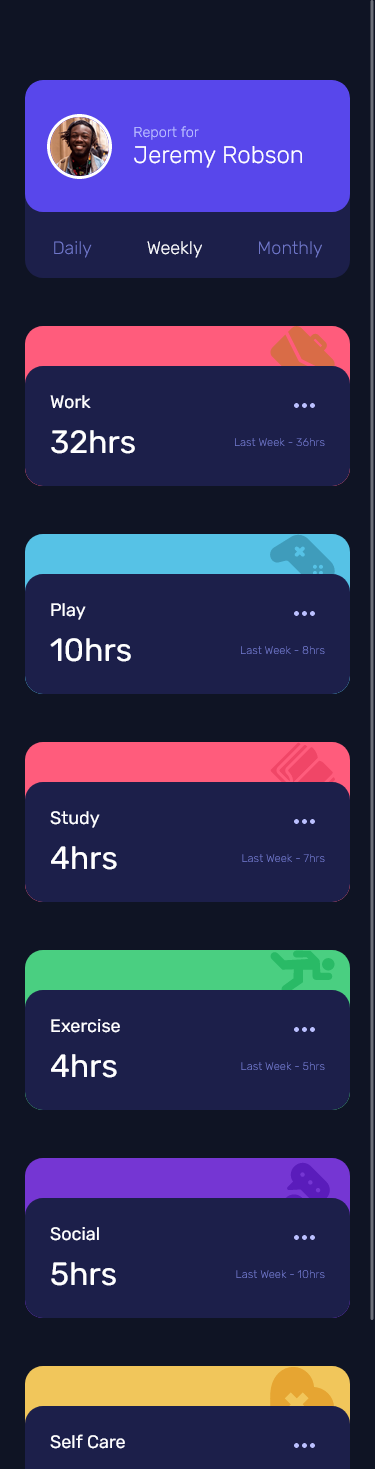 Report for
Jeremy Robson
Daily Weekly Monthly
Work
32hrs Last Week - 36hrs
Play
10hrs Last Week - 8hrs
Study
4hrs Last Week - 7hrs
Exercise
4hrs Last Week - 5hrs
Social
5hrs Last Week - 10hrs
Self Care